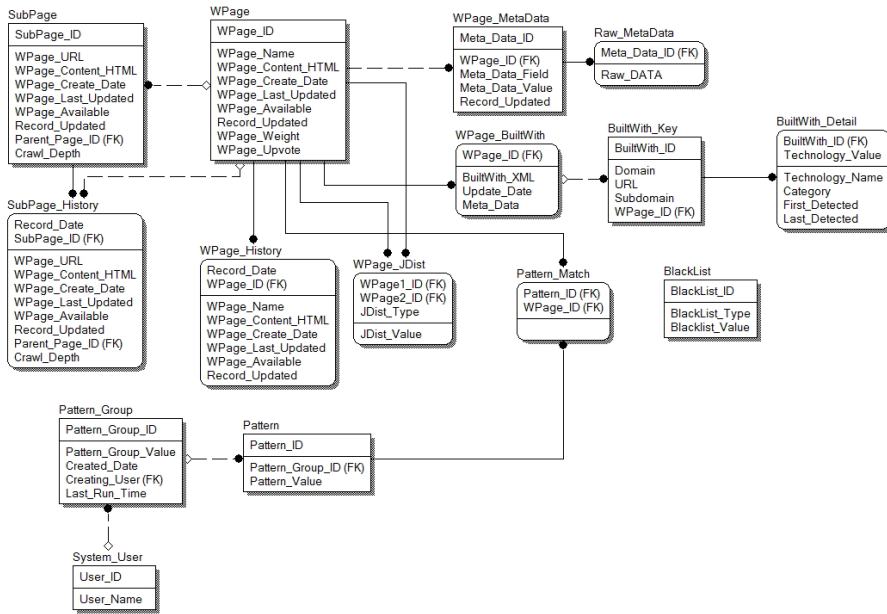 SubPage
SubPage_ID
WPage_URL
WPage_Content_HTML
WPage_Create_Date
WPage_Last_Updated
WPage_Available
Record_Updated
Parent_Page_ID (FK)
Crawl_Depth
WPage
WPage_ID
WPage_Name
WPage_Content_HTML
WPage_Create_Date
WPage_Last_Updated
WPage_Available
Record_Updated
WPage_Weight
WPage_Upvote
WPage_MetaData
Meta_Data_ID
WPage_ID (FK)
Meta_Data_Field
Meta_Data_Value
Record_Updated
Raw_MetaData
Meta_Data_ID (FK)
Raw_DATA
WPage_BuiltWith
WPage_ID (FK)
BuiltWith_XML
Update_Date
Meta_Data
BuiltWith_Key
BuiltWith_ID
Domain
URL
Subdomain
WPage_ID (FK)
BuiltWith_Detail
BuiltWith_ID (FK)
Technology_Value
Technology_Name
Category
First_Detected
Last_Detected
SubPage_History
Record_Date
SubPage_ID (FK)
WPage_URL
WPage_Content_HTML
WPage_Create_Date
WPage_Last_Updated
WPage_Available
Record_Updated
Parent_Page_ID (FK)
Crawl_Depth
WPage_History
Record_Date
WPage_ID (FK)
WPage_Name
WPage_Content_HTML
WPage_Create_Date
WPage_Last_Updated
WPage_Available
Record_Updated
WPage_JDist
WPage1_ID (FK)
WPage2_ID (FK)
JDist_Type
JDist_Value
Pattern_Match
Pattern_ID (FK)
WPage_ID (FK)
BlackList
BlackList_ID
BlackList_Type
Blacklist_Value
Pattern_Group
Pattern_Group_ID
Pattern_Group_Value
Created_Date
Creating_User (FK)
Last_Run_Time
Pattern
Pattern_ID
Pattern_Group_ID (FK)
Pattern_Value
System_User
User_ID
User_Name